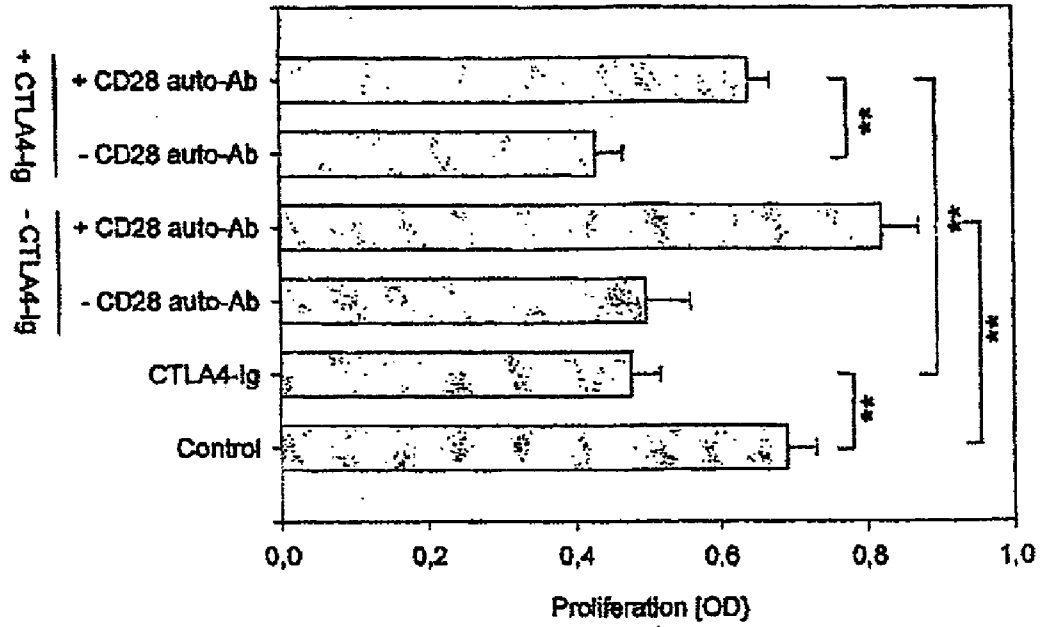 + CTLA4-Ig
- CTLA4-Ig
+ CD28 auto-Ab
- CD28 auto-Ab
+ CD28 auto-Ab
- CD28 auto-Ab
CTLA4-Ig
Control
**
**
**
**
0,0 0,2 0,4 0,6 0,8 1,0
Proliferation [OD]